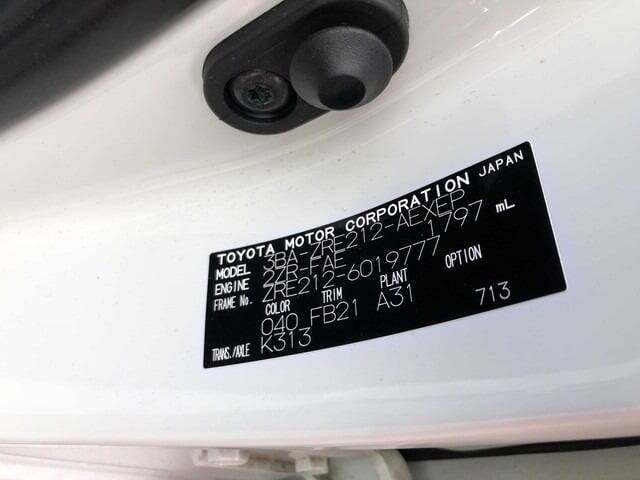 TOYOTA MOTOR CORPORATION JAPAN
MODEL 3BA-ZRE212-AEXEP
ENGINE 2ZR-FAE 1797 mL
FRAME No. ZRE212-6019777
COLOR TRIM PLANT OPTION
040 FB21 A31 713
TRANS./AXLE K313